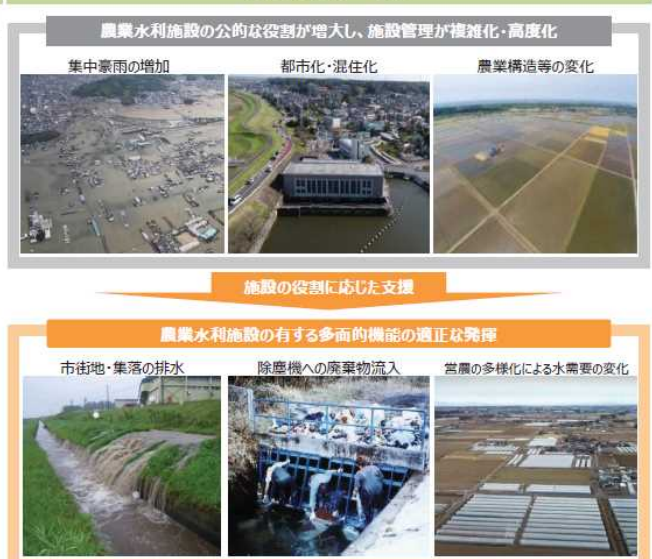 農業水利施設の公的な役割が増大し、施設管理が複雑化・高度化
集中豪雨の増加
都市化・混住化
農業構造等の変化
施設の役割に応じた支援
農業水利施設の有する多面的機能の適正な発揮
市街地・集落の排水
除塵機への廃棄物流入
営農の多様化による水需要の変化